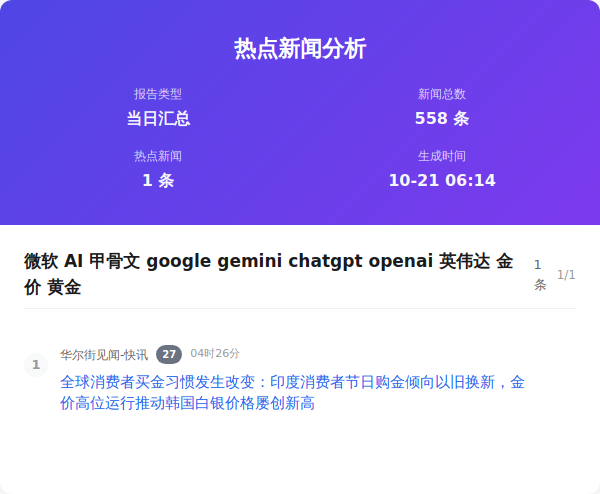 热点新闻分析
报告类型
新闻总数
当日汇总
558 条
热点新闻
生成时间
1 条
10-21 06:14
微软 AI 甲骨文 google gemini chatgpt openai 英伟达 金
价 黄金
1
条
1/1
1
华尔街见闻-快讯 27 04时26分
全球消费者买金习惯发生改变：印度消费者节日购金倾向以旧换新，金
价高位运行推动韩国白银价格屡创新高